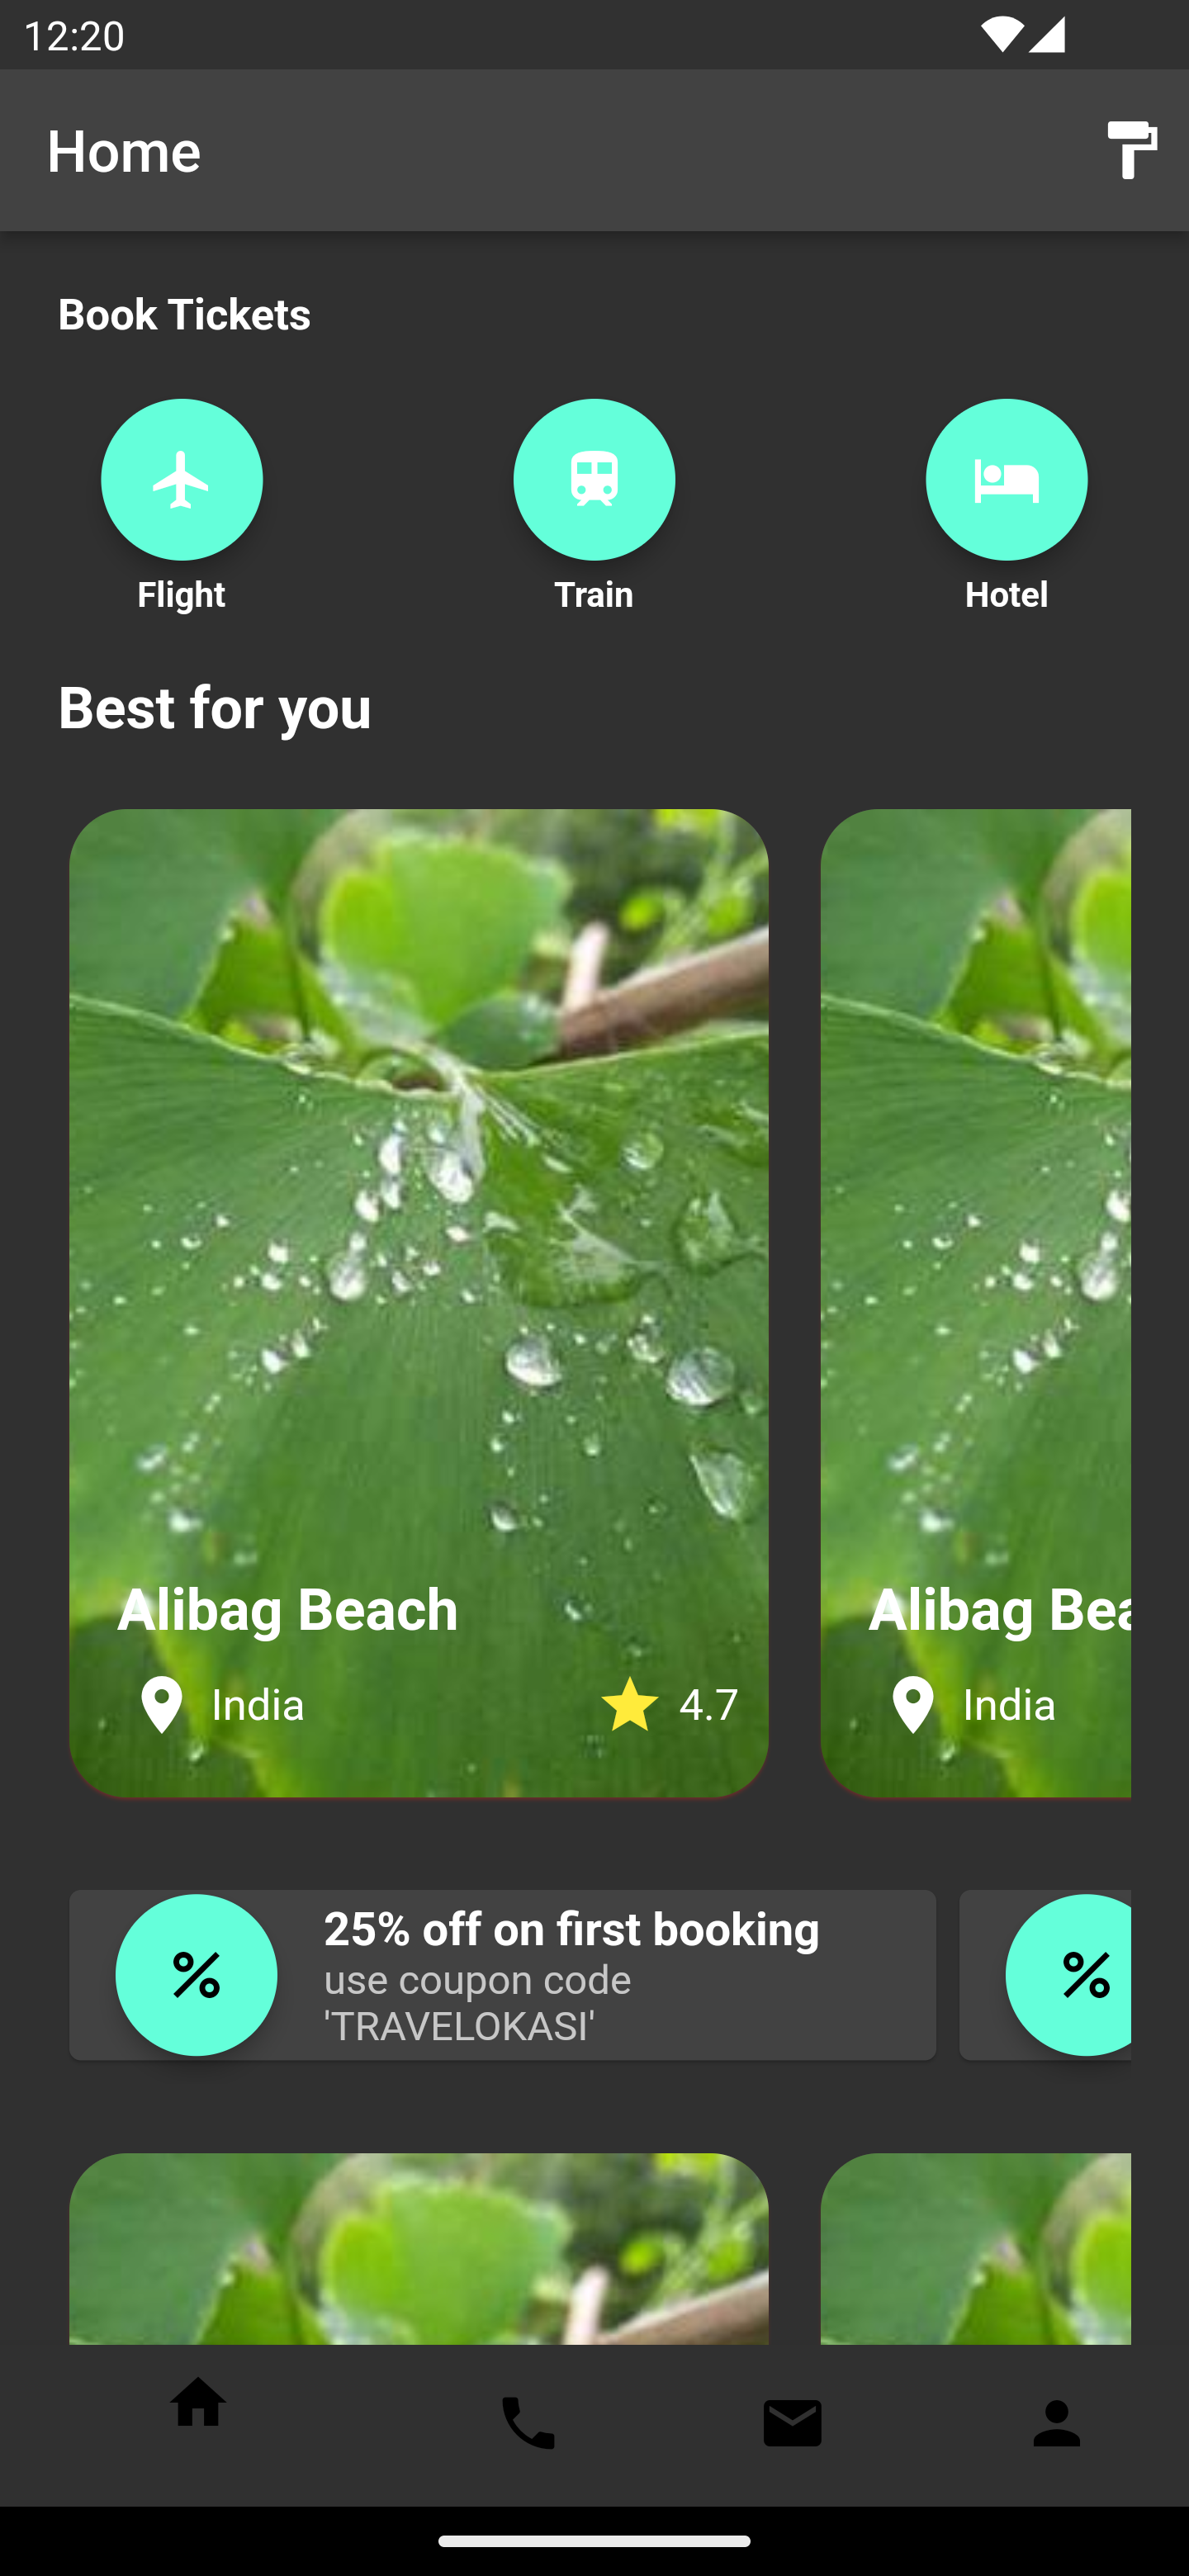 12:20
Home
Book Tickets
Flight
Train
Hotel
Best for you
Alibag Beach
India
4.7
Alibag Bea
India
25% off on first booking
use coupon code
'TRAVELOKASI'